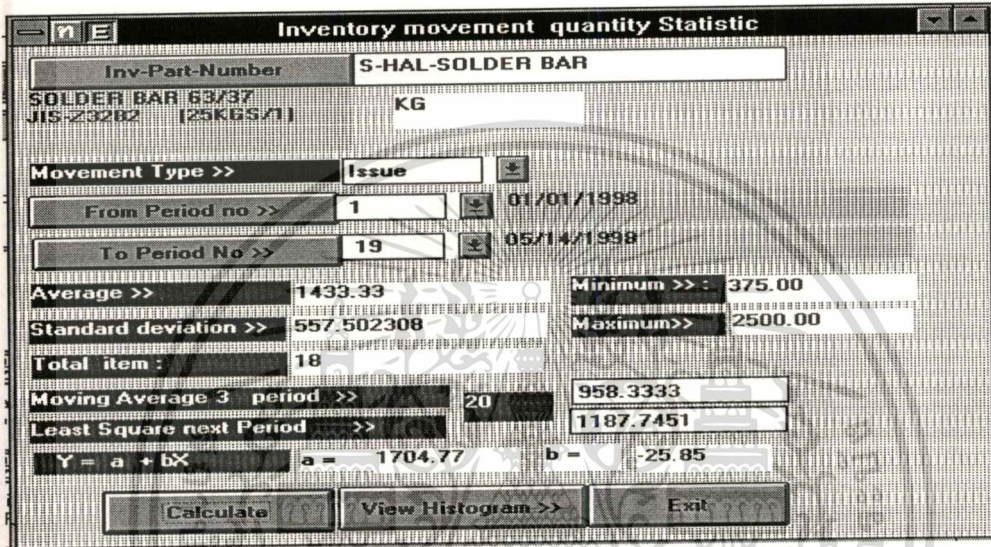 Inventory movement quantity Statistic
Inv-Part-Number S-HAL-SOLDER BAR
SOLDER BAR 63/37 KG
JIS-Z3282 [25KGS/1]
Movement Type >> Issue
From Period no >> 1 01/01/1998
To Period No >> 19 05/14/1998
Average >> 1433.33 Minimum >> : 375.00
Standard deviation >> 557.502308 Maximum>> 2500.00
Total item : 18
Moving Average 3 period >> 20 958.3333
Least Square next Period >> 1187.7451
Y = a + bX a = 1704.77 b = -25.85
Calculate View Histogram >> Exit